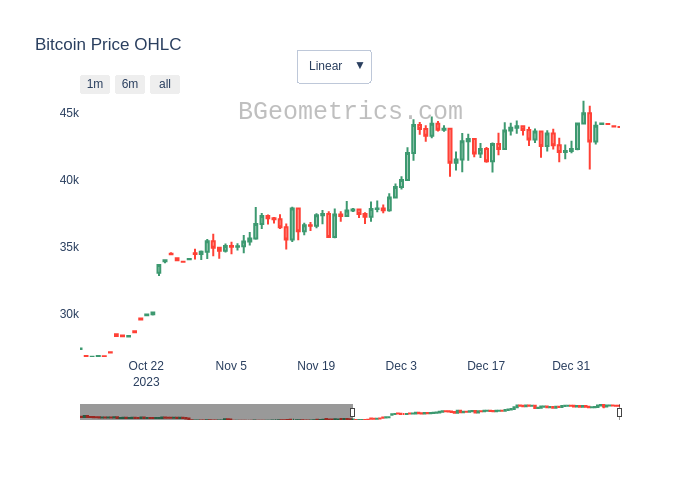 Bitcoin Price OHLC
Linear ▼
1m 6m all
BGeometrics.com
45k
40k
35k
30k
Oct 22 Nov 5 Nov 19 Dec 3 Dec 17 Dec 31
2023